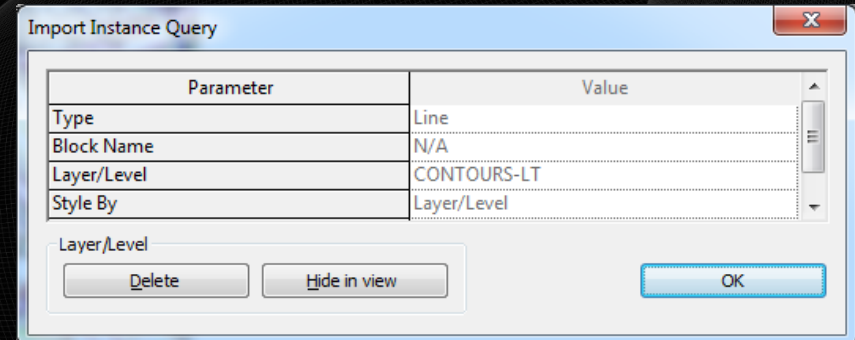 Import Instance Query
Parameter Value
Type Line
Block Name N/A
Layer/Level CONTOURS-LT
Style By Layer/Level
Layer/Level
Delete Hide in view OK